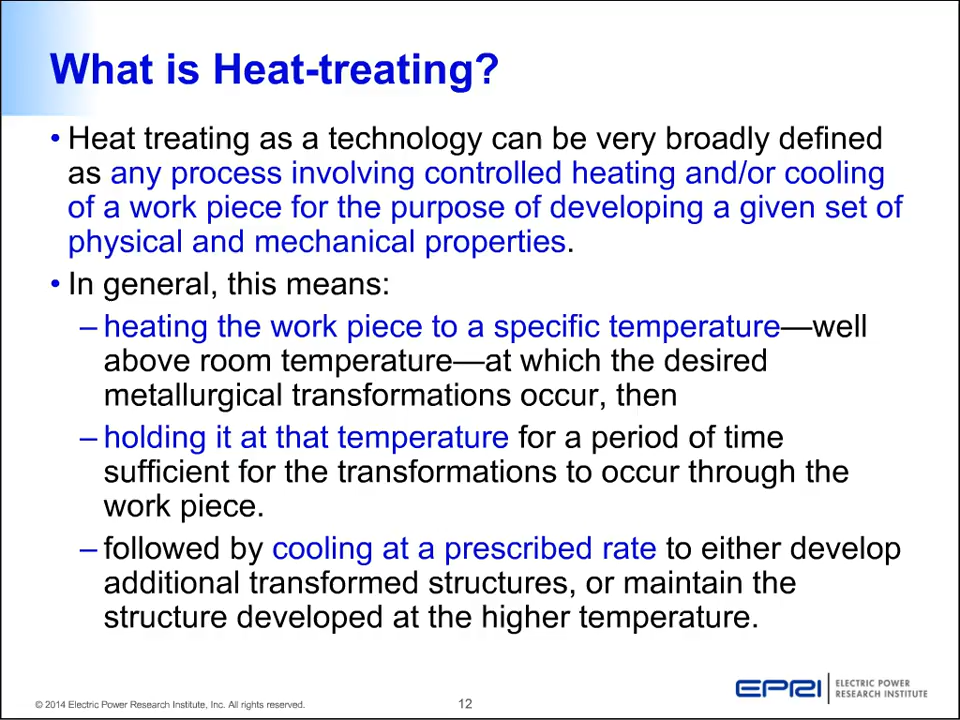 What is Heat-treating?
• Heat treating as a technology can be very broadly defined
as any process involving controlled heating and/or cooling
of a work piece for the purpose of developing a given set of
physical and mechanical properties.
• In general, this means:
– heating the work piece to a specific temperature—well
above room temperature—at which the desired
metallurgical transformations occur, then
– holding it at that temperature for a period of time
sufficient for the transformations to occur through the
work piece.
– followed by cooling at a prescribed rate to either develop
additional transformed structures, or maintain the
structure developed at the higher temperature.
© 2014 Electric Power Research Institute, Inc. All rights reserved.
12
EPRI
ELECTRIC POWER
RESEARCH INSTITUTE